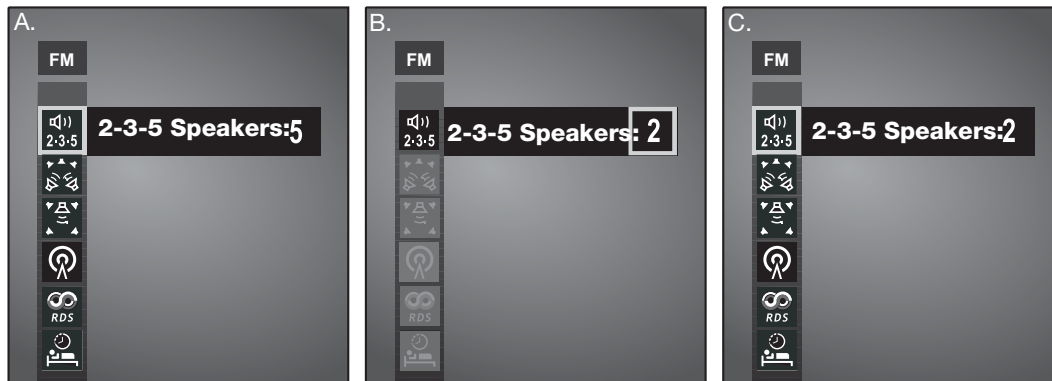 A.
FM
2·3·5
2-3-5 Speakers:5
RDS
B.
FM
2·3·5
2-3-5 Speakers: 2
RDS
C.
FM
2·3·5
2-3-5 Speakers:2
RDS